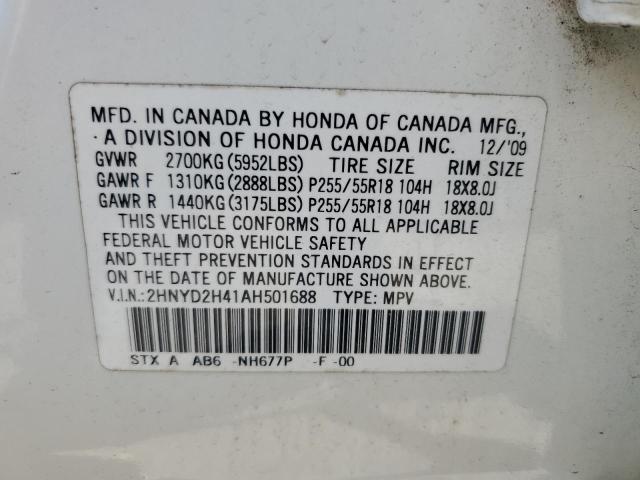 MFD. IN CANADA BY HONDA OF CANADA MFG.,
A DIVISION OF HONDA CANADA INC. 12/'09
GVWR 2700KG(5952LBS) TIRE SIZE RIM SIZE
GAWR F 1310KG(2888LBS) P255/55R18 104H 18X8.0J
GAWR R 1440KG(3175LBS) P255/55R18 104H 18X8.0J
THIS VEHICLE CONFORMS TO ALL APPLICABLE
FEDERAL MOTOR VEHICLE SAFETY
AND THEFT PREVENTION STANDARDS IN EFFECT
ON THE DATE OF MANUFACTURE SHOWN ABOVE.
V.I.N.:2HNYD2H41AH501688 TYPE: MPV
STX A AB6 -NH677P -F -00